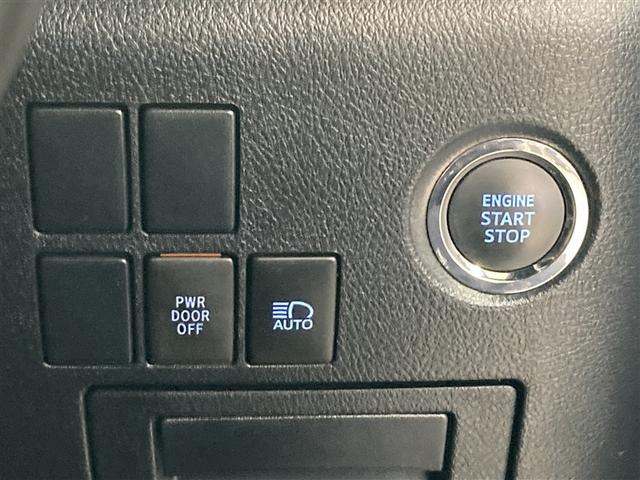 ENGINE
START
STOP
PWR
DOOR
OFF
AUTO